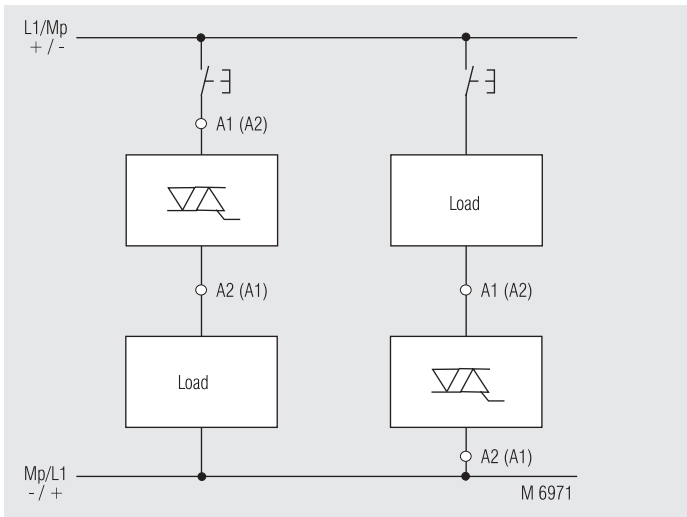 L1/Mp
+ / -
A1 (A2)
Load
A2 (A1)
A1 (A2)
Load
A2 (A1)
Mp/L1
- / +
M 6971